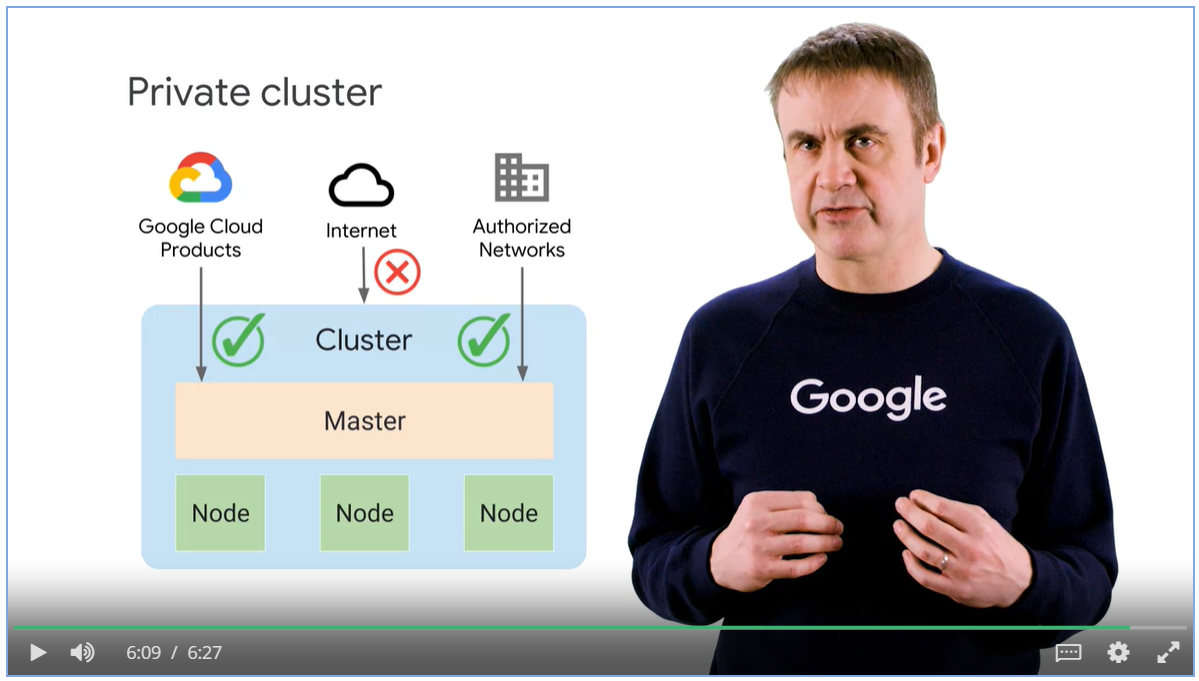 Private cluster
Google Cloud
Products
Internet
Authorized
Networks
Cluster
Master
Node
Node
Node
Google
6:09 / 6:27